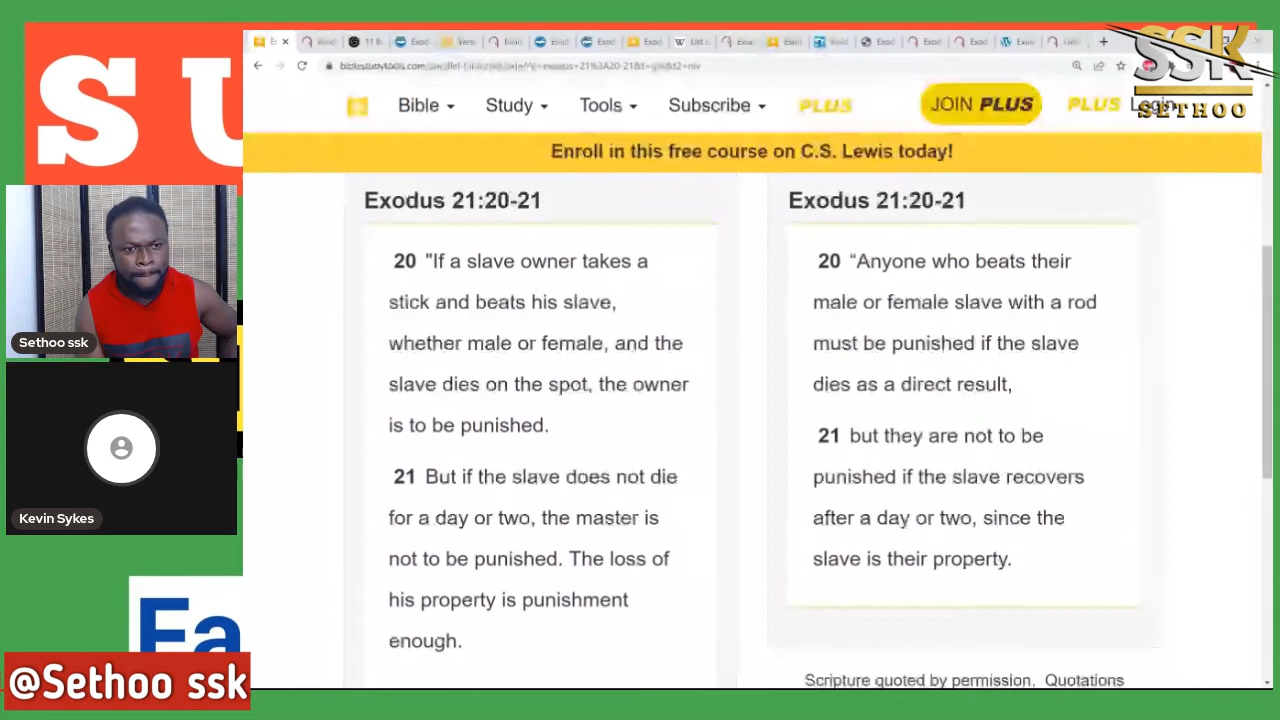 S U
SSK
SETHOO
Bible
Study
Tools
Subscribe
PLUS
JOIN PLUS
PLUS Login
Enroll in this free course on C.S. Lewis today!
Exodus 21:20-21
20 "If a slave owner takes a
stick and beats his slave,
whether male or female, and the
slave dies on the spot, the owner
is to be punished.
21 But if the slave does not die
for a day or two, the master is
not to be punished. The loss of
his property is punishment
enough.
Exodus 21:20-21
20 “Anyone who beats their
male or female slave with a rod
must be punished if the slave
dies as a direct result,
21 but they are not to be
punished if the slave recovers
after a day or two, since the
slave is their property.
Scripture quoted by permission. Quotations
Sethoo ssk
Kevin Sykes
Ea
@Sethoo ssk